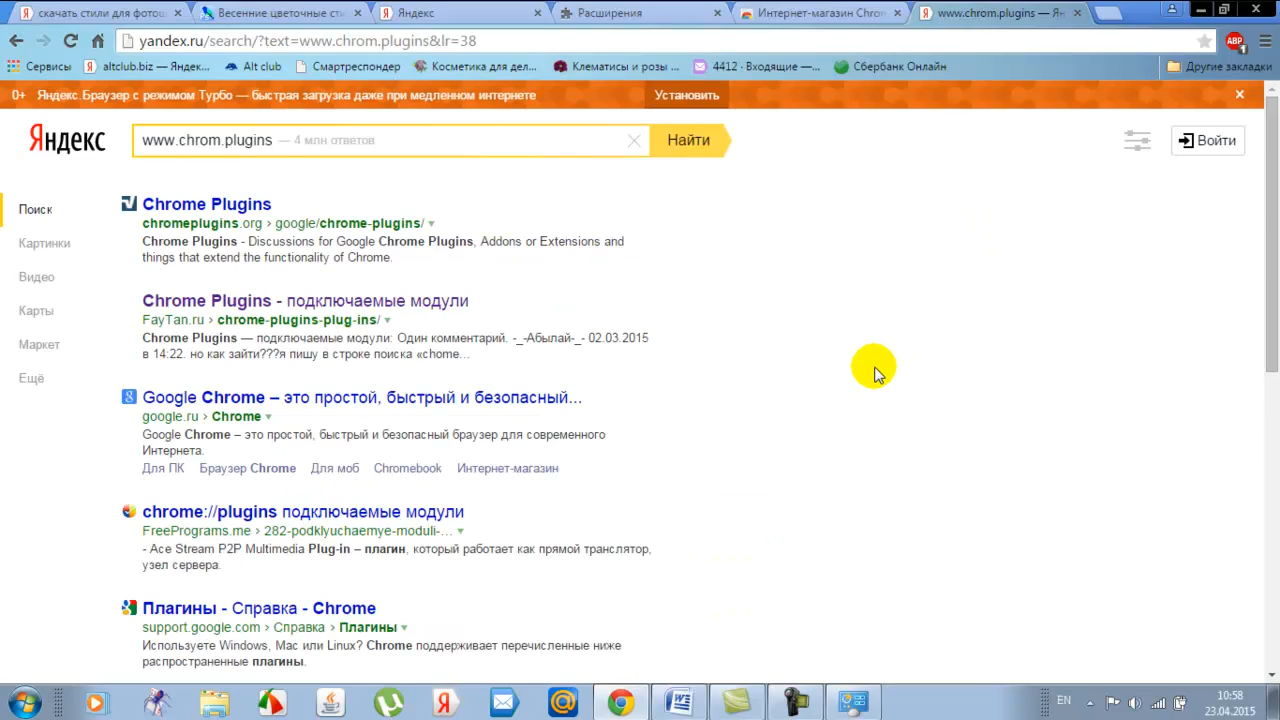 скачать стили для фотош
Весенние цветочные сти
Яндекс
Расширения
Интернет-магазин Chron
www.chrom.plugins — Ян
yandex.ru/search/?text=www.chrom.plugins&lr=38
ABP
1
Сервисы
altclub.biz — Яндек...
Alt club
Смартреспондер
Косметика для дел...
Клематисы и розы ...
4412 · Входящие —...
Сбербанк Онлайн
Другие закладки
0+ Яндекс.Браузер с режимом Турбо — быстрая загрузка даже при медленном интернете
Установить
Яндекс
www.chrom.plugins — 4 млн ответов
Найти
Войти
Поиск
Картинки
Видео
Карты
Маркет
Ещё
Chrome Plugins
chromeplugins.org › google/chrome-plugins/
Chrome Plugins - Discussions for Google Chrome Plugins, Addons or Extensions and
things that extend the functionality of Chrome.
Chrome Plugins - подключаемые модули
FayTan.ru › chrome-plugins-plug-ins/
Chrome Plugins — подключаемые модули: Один комментарий. -_-Абылай-_- 02.03.2015
в 14:22. но как зайти???я пишу в строке поиска «chome...
Google Chrome – это простой, быстрый и безопасный...
google.ru › Chrome
Google Chrome – это простой, быстрый и безопасный браузер для современного
Интернета.
Для ПК Браузер Chrome Для моб Chromebook Интернет-магазин
chrome://plugins подключаемые модули
FreePrograms.me › 282-podklyuchaemye-moduli-...
- Ace Stream P2P Multimedia Plug-in – плагин, который работает как прямой транслятор,
узел сервера.
Плагины - Справка - Chrome
support.google.com › Справка › Плагины
Используете Windows, Mac или Linux? Chrome поддерживает перечисленные ниже
распространенные плагины.
EN
10:58
23.04.2015